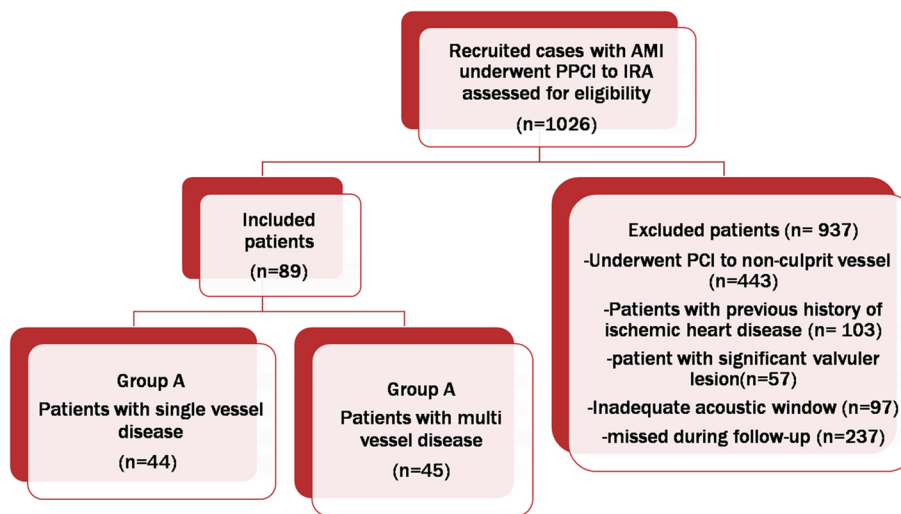 Recruited cases with AMI
underwent PPCI to IRA
assessed for eligibility
(n=1026)
Included
patients
(n=89)
Excluded patients (n= 937)
-Underwent PCI to non-culprit vessel
(n=443)
-Patients with previous history of
ischemic heart disease (n= 103)
-patient with significant valvuler
lesion(n=57)
-Inadequate acoustic window (n=97)
-missed during follow-up (n=237)
Group A
Patients with single vessel
disease
(n=44)
Group A
Patients with multi
vessel disease
(n=45)